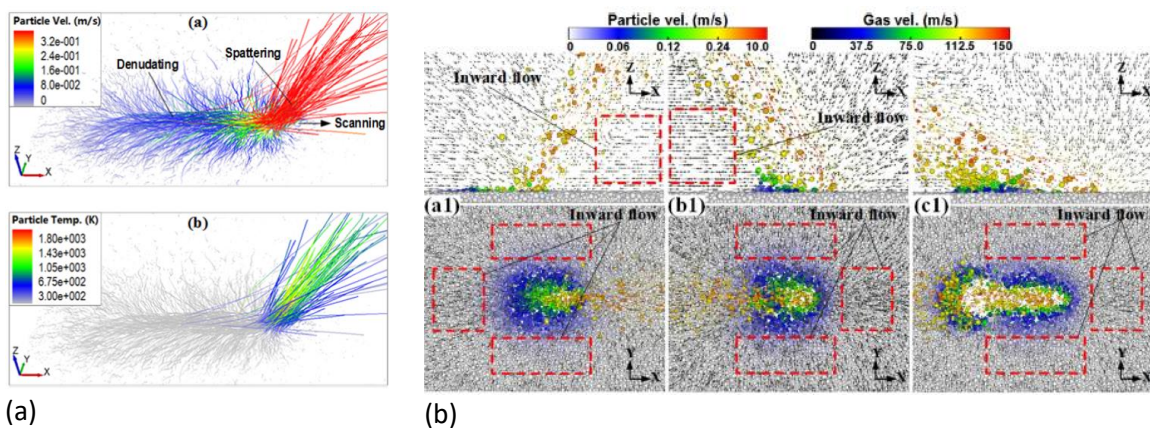 Particle Velocity (m/s)
3.2e-001
2.4e-001
1.6e-001
8.0e-002
0
(a)
Denudating
Spattering
Scanning
Z
Y
X
Particle Temp. (K)
1.80e+003
1.43e+003
1.05e+003
6.75e+002
3.00e+002
(b)
Z
Y
X
(a)
Particle vel. (m/s)
0 0.06 0.12 0.24 10.0
Gas vel. (m/s)
0 37.5 75.0 112.5 150
Inward flow
Z
X
Inward flow
Z
X
Z
X
(a1)
Inward flow
Y
X
(b1)
Inward flow
Y
X
(c1)
Inward flow
Y
X
(b)